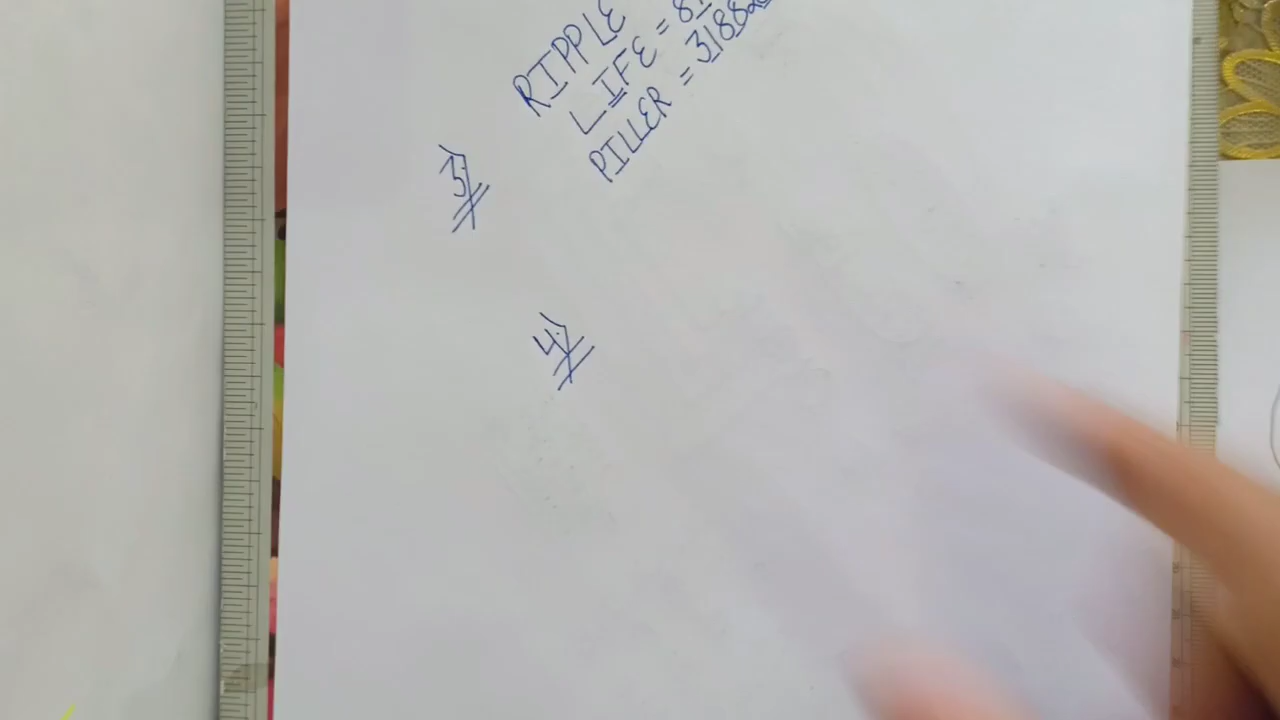 RIPPLE
LIFE = 8
PILLER = 3188
3)
4)